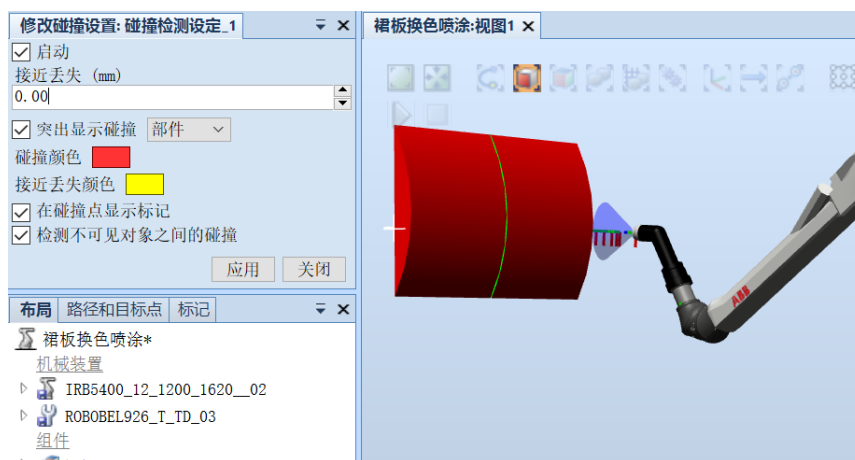 修改碰撞设置: 碰撞检测设定_1
启动
接近丢失 (mm)
0.00
突出显示碰撞 部件
碰撞颜色
接近丢失颜色
在碰撞点显示标记
检测不可见对象之间的碰撞
应用 关闭
布局 路径和目标点 标记
裙板换色喷涂*
机械装置
IRB5400_12_1200_1620__02
ROBOBEL926_T_TD_03
组件
裙板换色喷涂:视图1
ABB